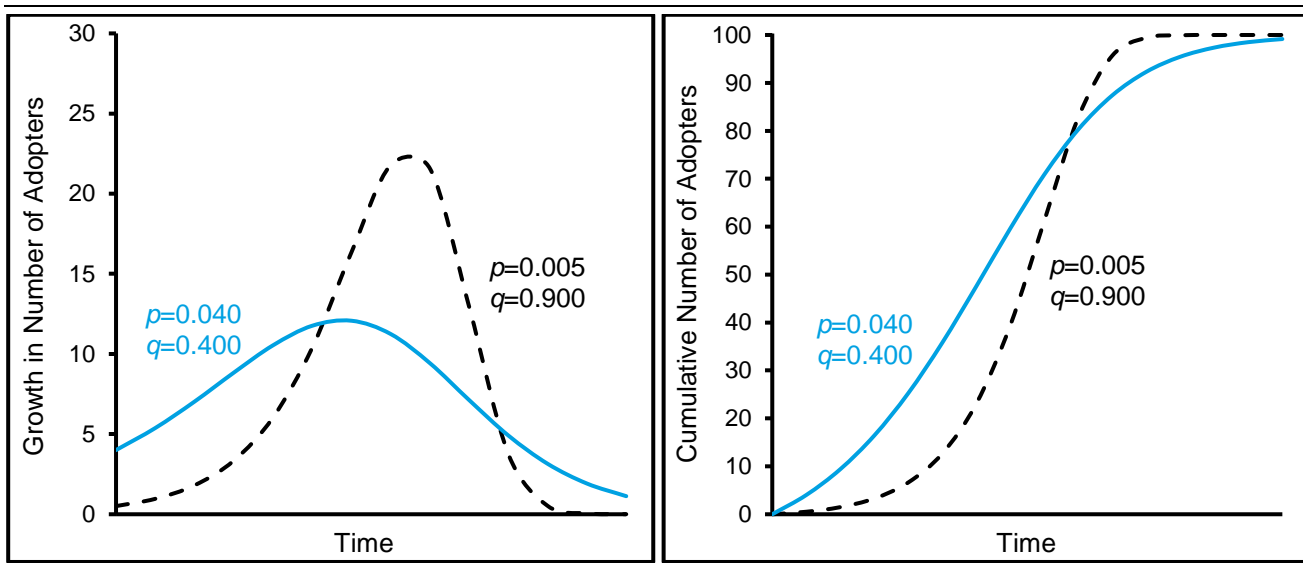 Growth in Number of Adopters
30
25
20
15
10
5
0
p=0.040
q=0.400
p=0.005
q=0.900
Time
Cumulative Number of Adopters
100
90
80
70
60
50
40
30
20
10
0
p=0.040
q=0.400
p=0.005
q=0.900
Time